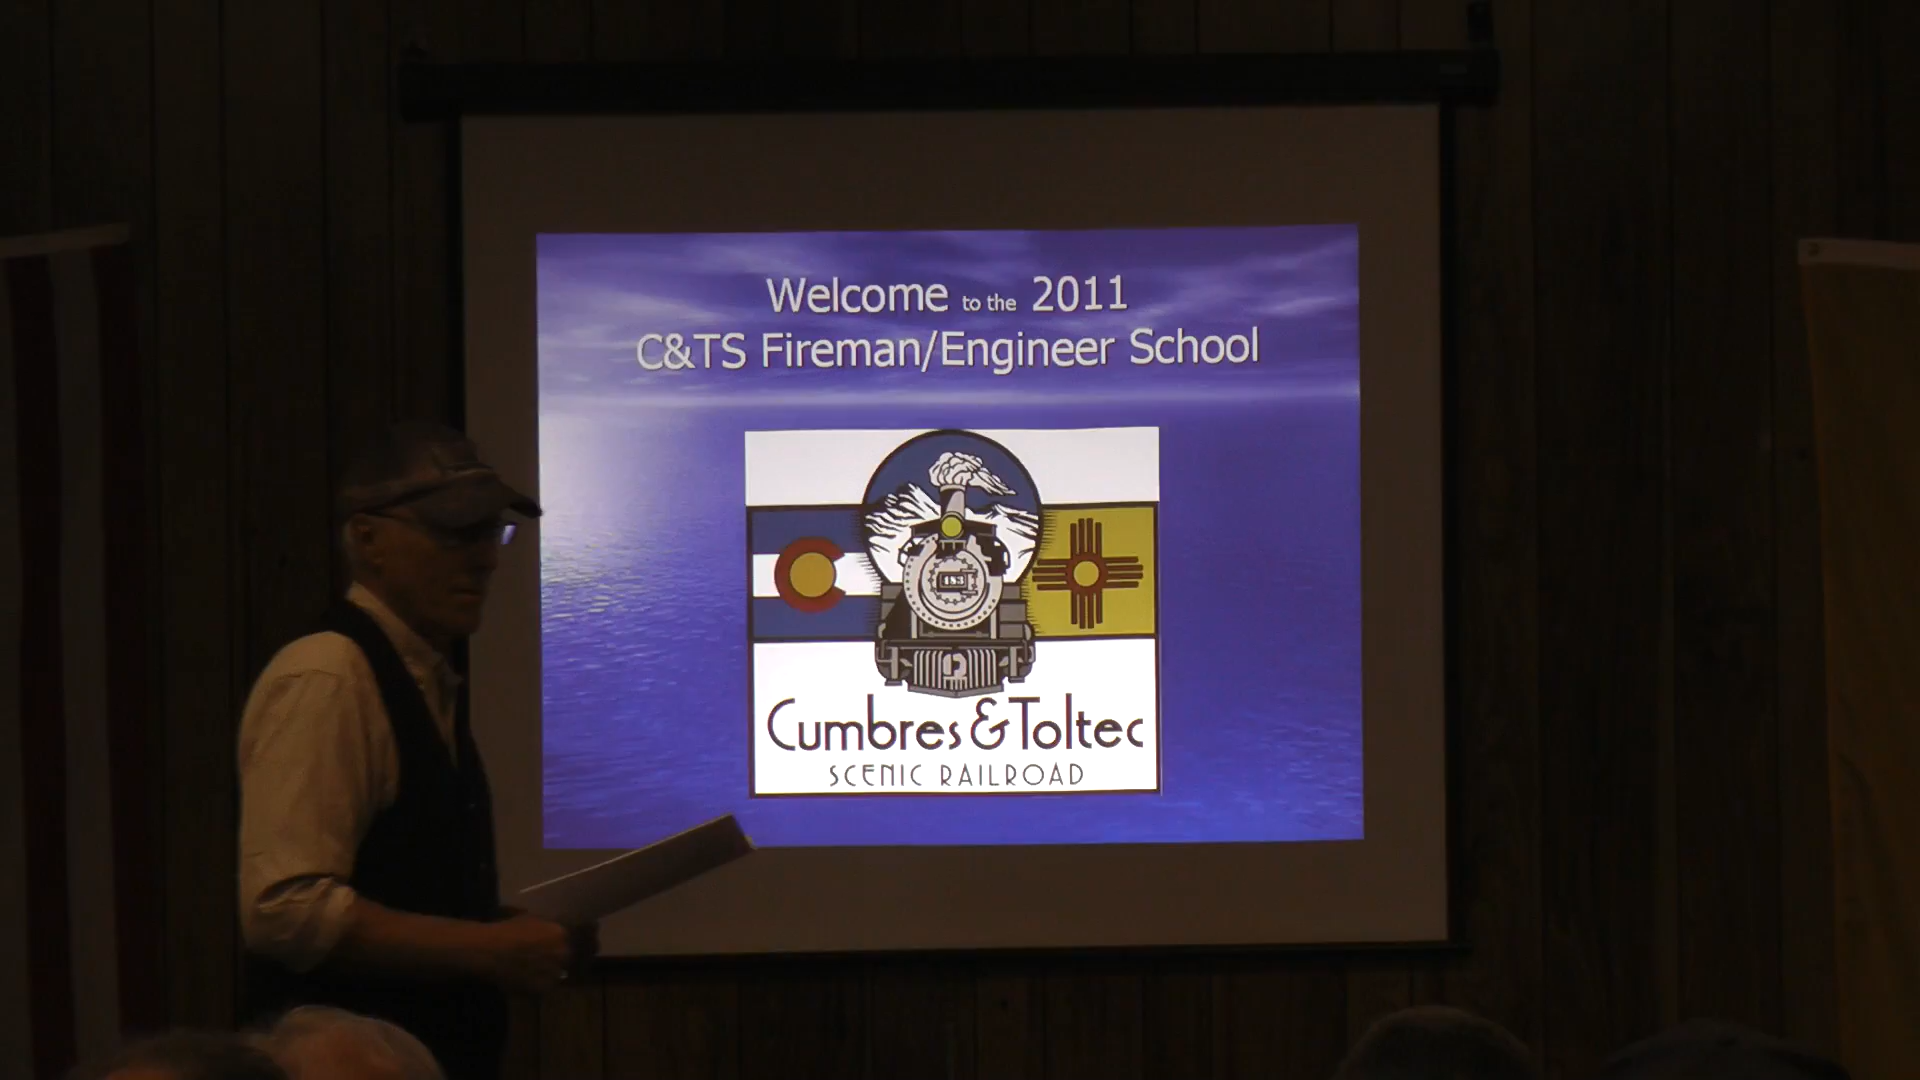 Welcome to the 2011
C&TS Fireman/Engineer School
483
Cumbres & Toltec
SCENIC RAILROAD